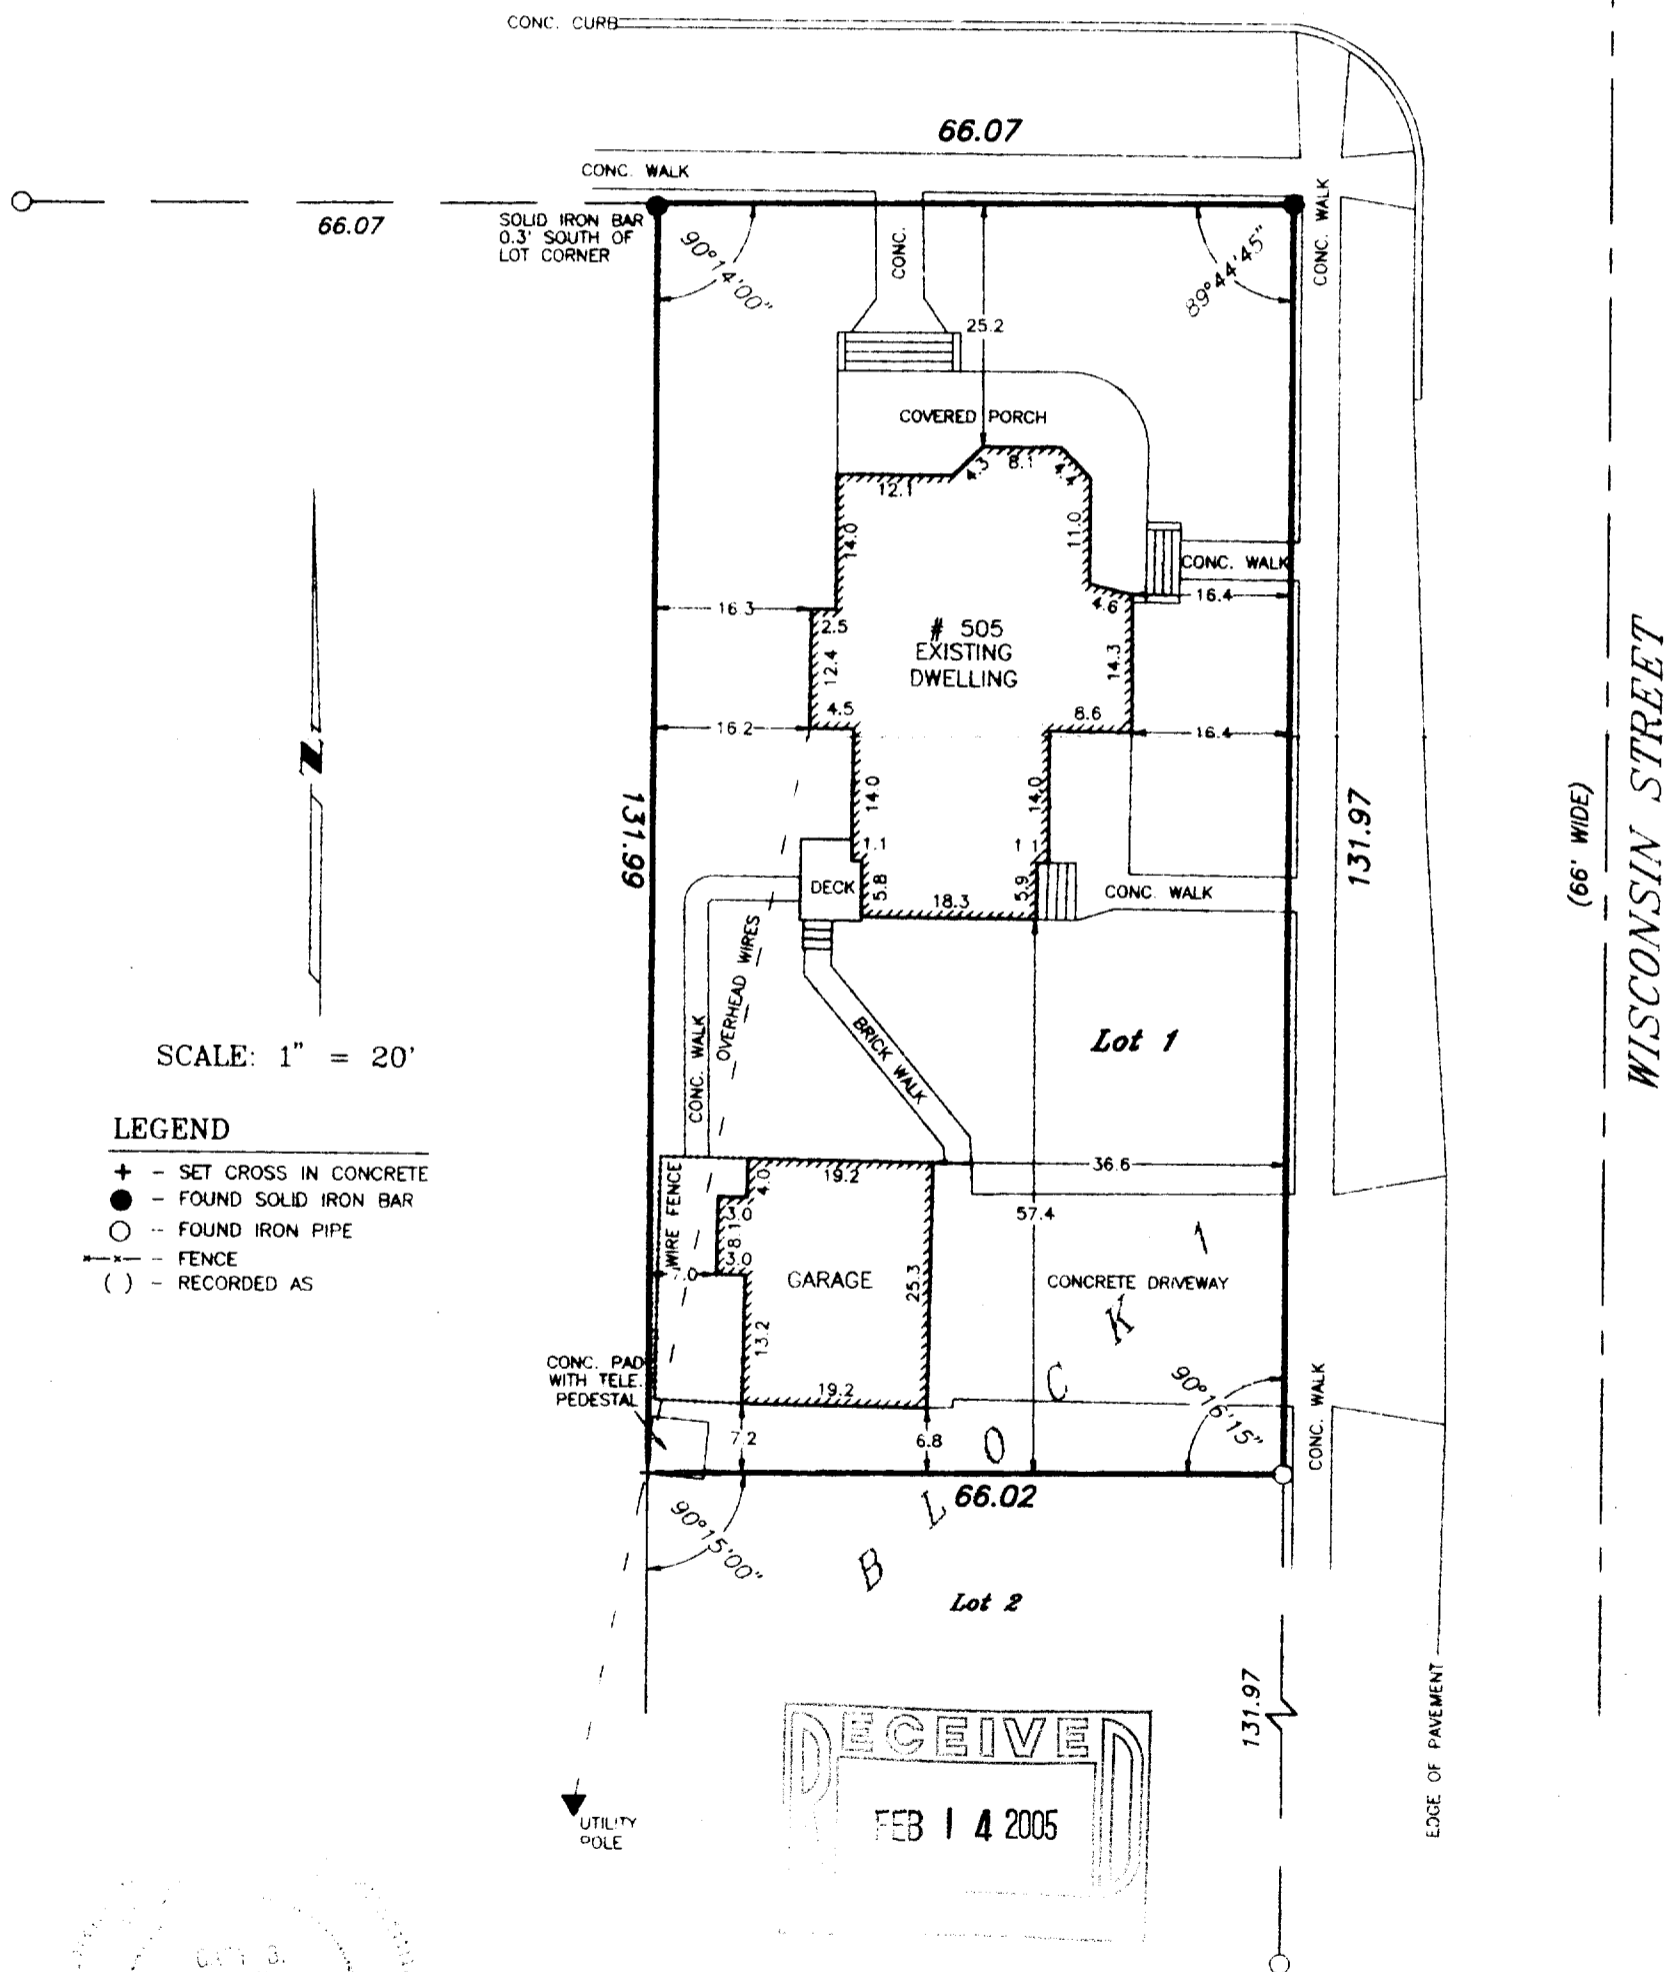 CONC. CURB
66.07
CONC. WALK
CONC. WALK
66.07
SOLID IRON BAR
0.3' SOUTH OF
LOT CORNER
90°14'00"
CONC.
89°44'45"
25.2
COVERED PORCH
4.3
8.1
4.4
12.1
14.0
11.0
CONC. WALK
16.3
4.6
16.4
2.5
# 505
EXISTING
DWELLING
12.4
14.3
4.5
8.6
16.2
16.4
131.99
14.0
14.0
131.97
(66' WIDE)
WISCONSIN STREET
1.1
1.1
DECK
5.8
18.3
5.9
CONC. WALK
N
OVERHEAD WIRES
CONC. WALK
BRICK WALK
Lot 1
SCALE: 1" = 20'
LEGEND
+ - SET CROSS IN CONCRETE
● - FOUND SOLID IRON BAR
○ - FOUND IRON PIPE
x—x— - FENCE
( ) - RECORDED AS
WIRE FENCE
4.0
19.2
36.6
3.0
8.1
3.0
57.4
7.0
GARAGE
25.3
CONCRETE DRIVEWAY
13.2
CONC. PAD
WITH TELE.
PEDESTAL
19.2
90°16'15"
CONC. WALK
7.2
6.8
66.02
90°15'00"
BLOCK 1
Lot 2
131.97
EDGE OF PAVEMENT
RECEIVED
FEB 14 2005
UTILITY
POLE